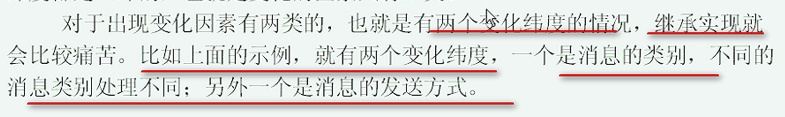 对于出现变化因素有两类的，也就是有两个变化纬度的情况，继承实现就
会比较痛苦。比如上面的示例，就有两个变化纬度，一个是消息的类别，不同的
消息类别处理不同；另外一个是消息的发送方式。